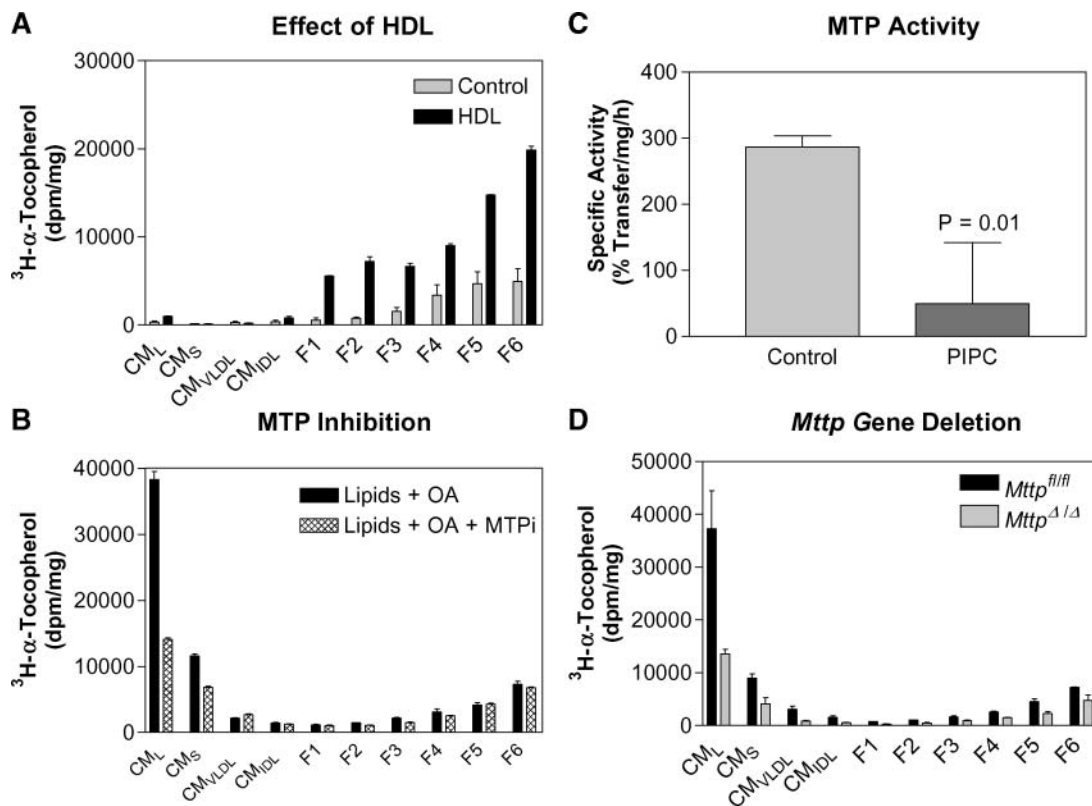 A
Effect of HDL
30000
20000
10000
0
³H-α-Tocopherol
(dpm/mg)
Control
HDL
CM_L
CM_S
CM_VLDL
CM_IDL
F1
F2
F3
F4
F5
F6
B
MTP Inhibition
40000
30000
20000
10000
0
³H-α-Tocopherol
(dpm/mg)
Lipids + OA
Lipids + OA + MTPi
CM_L
CM_S
CM_VLDL
CM_IDL
F1
F2
F3
F4
F5
F6
C
MTP Activity
400
300
200
100
0
Specific Activity
(% Transfer/mg/h)
P = 0.01
Control
PIPC
D
Mttp Gene Deletion
50000
40000
30000
20000
10000
0
³H-α-Tocopherol
(dpm/mg)
Mttp^fl/fl
Mttp^Δ/Δ
CM_L
CM_S
CM_VLDL
CM_IDL
F1
F2
F3
F4
F5
F6